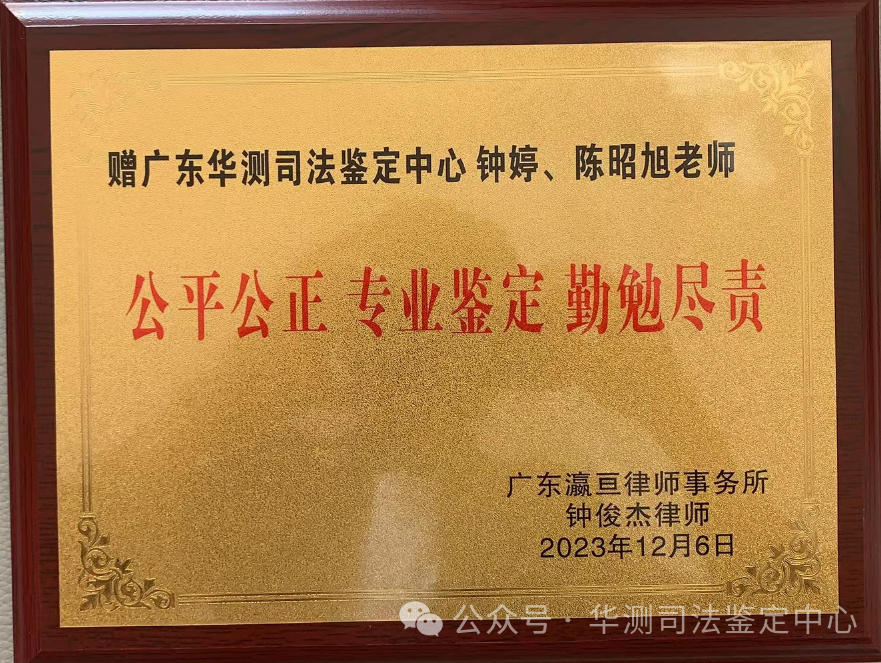 赠广东华测司法鉴定中心 钟婷、陈昭旭老师
公平公正 专业鉴定 勤勉尽责
广东瀛亘律师事务所
钟俊杰律师
2023年12月6日
公众号·华测司法鉴定中心